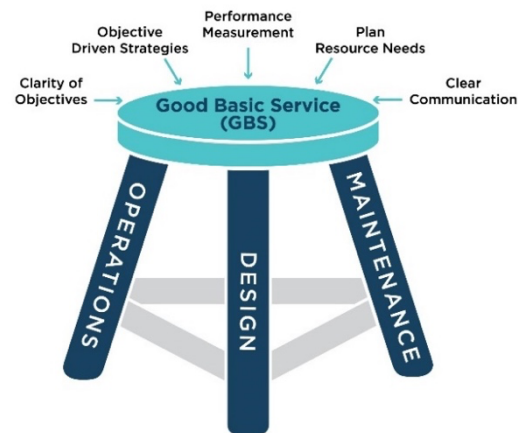 Clarity of
Objectives
Objective
Driven Strategies
Performance
Measurement
Plan
Resource Needs
Clear
Communication
Good Basic Service
(GBS)
OPERATIONS
DESIGN
MAINTENANCE